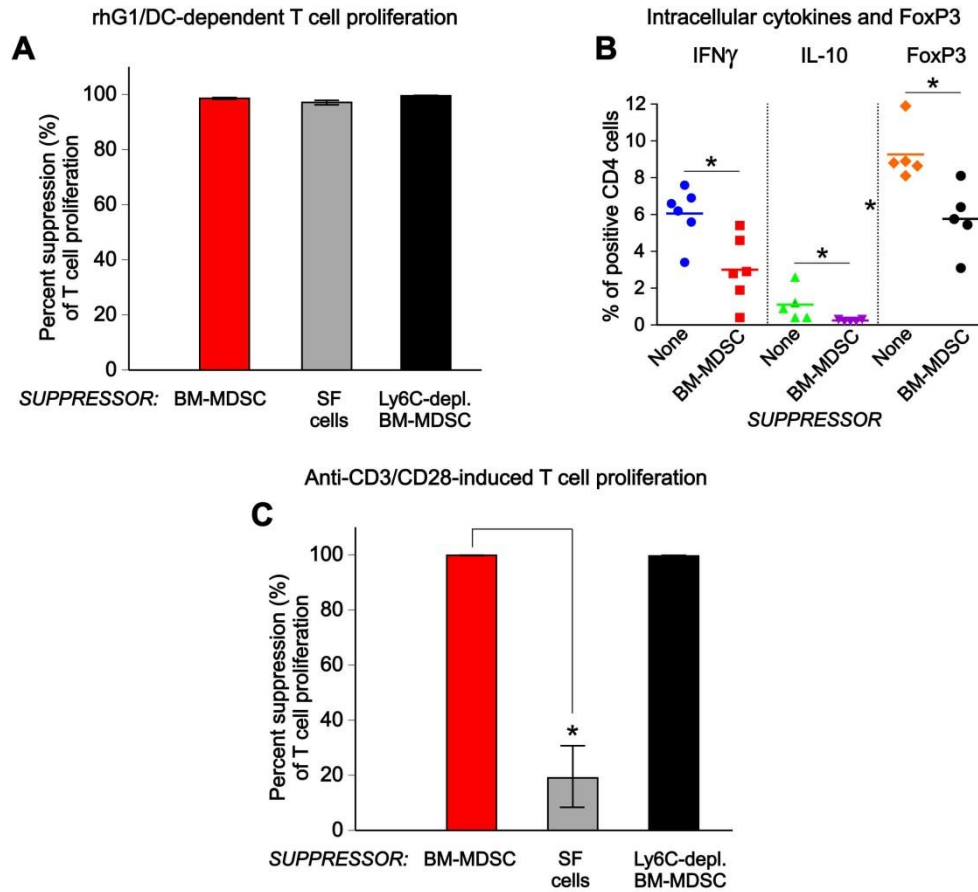 rhG1/DC-dependent T cell proliferation
A
Percent suppression (%)
of T cell proliferation
100
80
60
40
20
0
SUPPRESSOR:
BM-MDSC
SF
cells
Ly6C-depl.
BM-MDSC
Intracellular cytokines and FoxP3
B
IFNγ
IL-10
FoxP3
% of positive CD4 cells
12
10
8
6
4
2
0
*
*
*
*
None
BM-MDSC
None
BM-MDSC
None
BM-MDSC
SUPPRESSOR
Anti-CD3/CD28-induced T cell proliferation
C
Percent suppression (%)
of T cell proliferation
100
80
60
40
20
0
*
SUPPRESSOR:
BM-MDSC
SF
cells
Ly6C-depl.
BM-MDSC